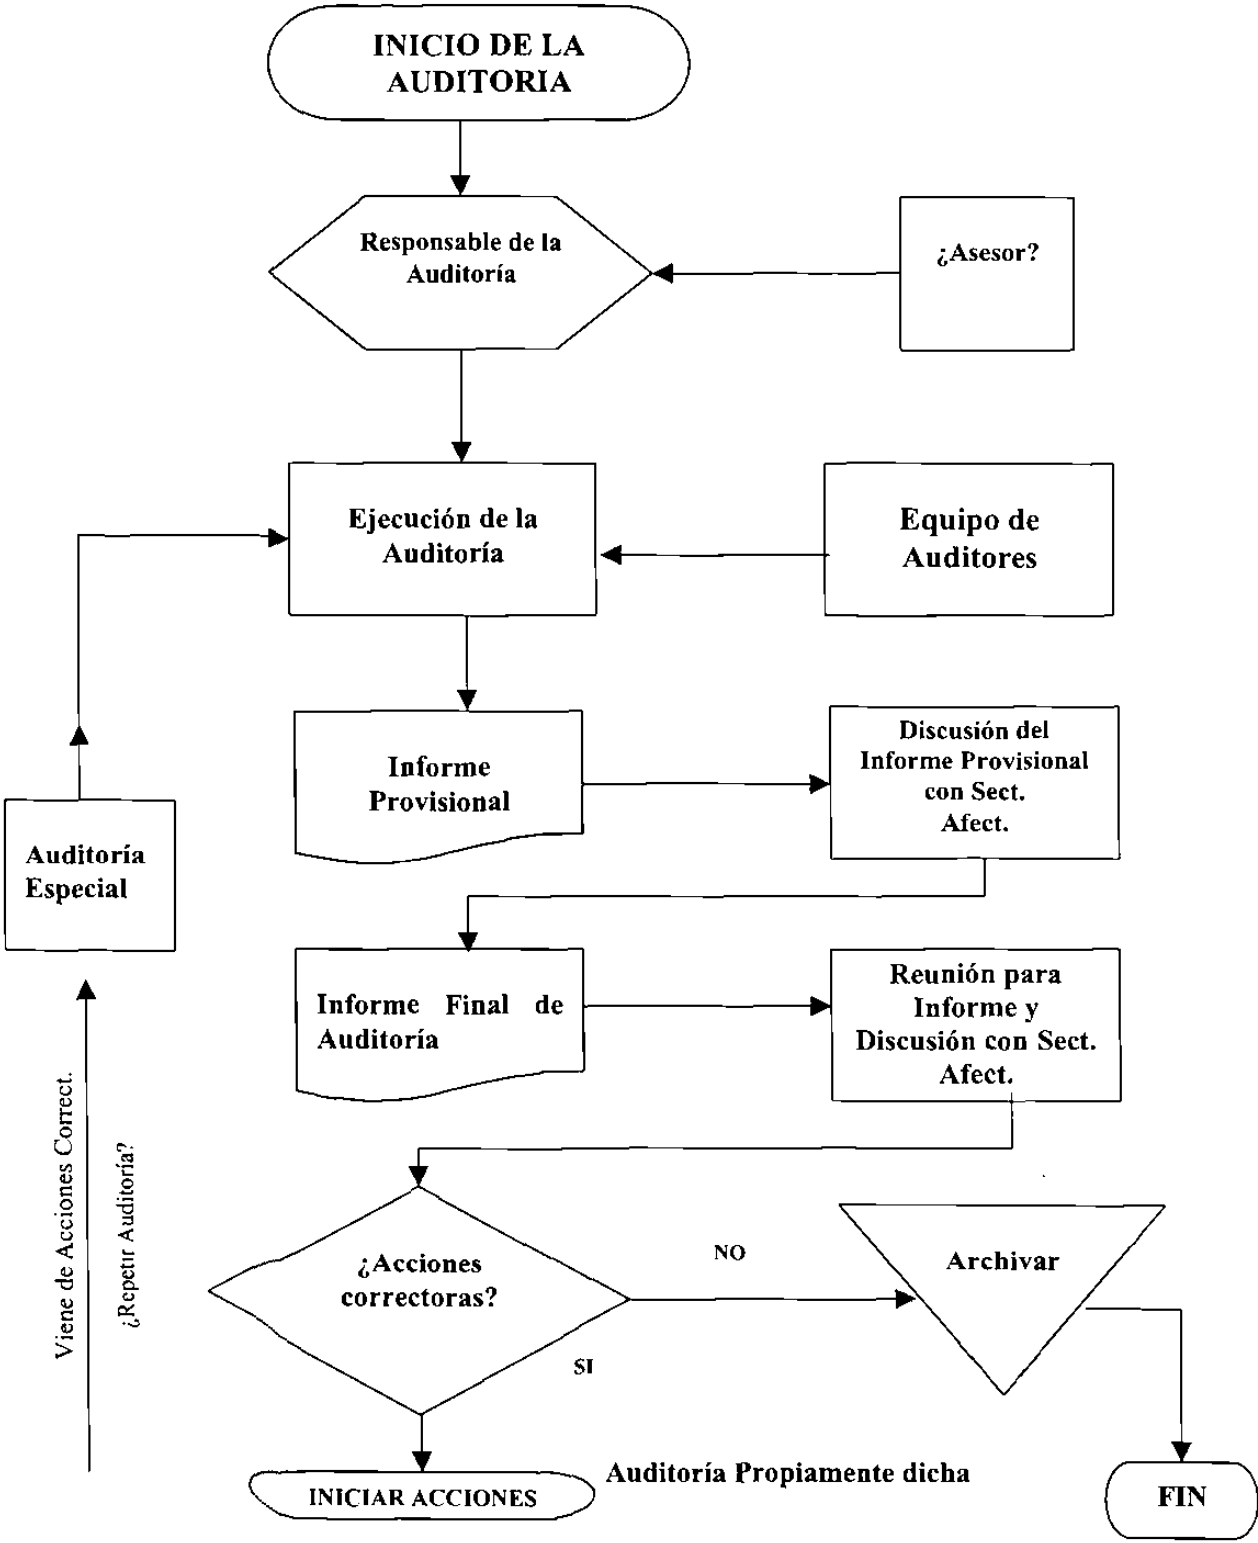 INICIO DE LA
AUDITORIA
Responsable de la
Auditoría
¿Asesor?
Ejecución de la
Auditoría
Equipo de
Auditores
Informe
Provisional
Discusión del
Informe Provisional
con Sect.
Afect.
Auditoría
Especial
Informe Final de
Auditoría
Reunión para
Informe y
Discusión con Sect.
Afect.
Viene de Acciones Correct.
¿Repetir Auditoría?
¿Acciones
correctoras?
NO
Archivar
SI
INICIAR ACCIONES
Auditoría Propiamente dicha
FIN